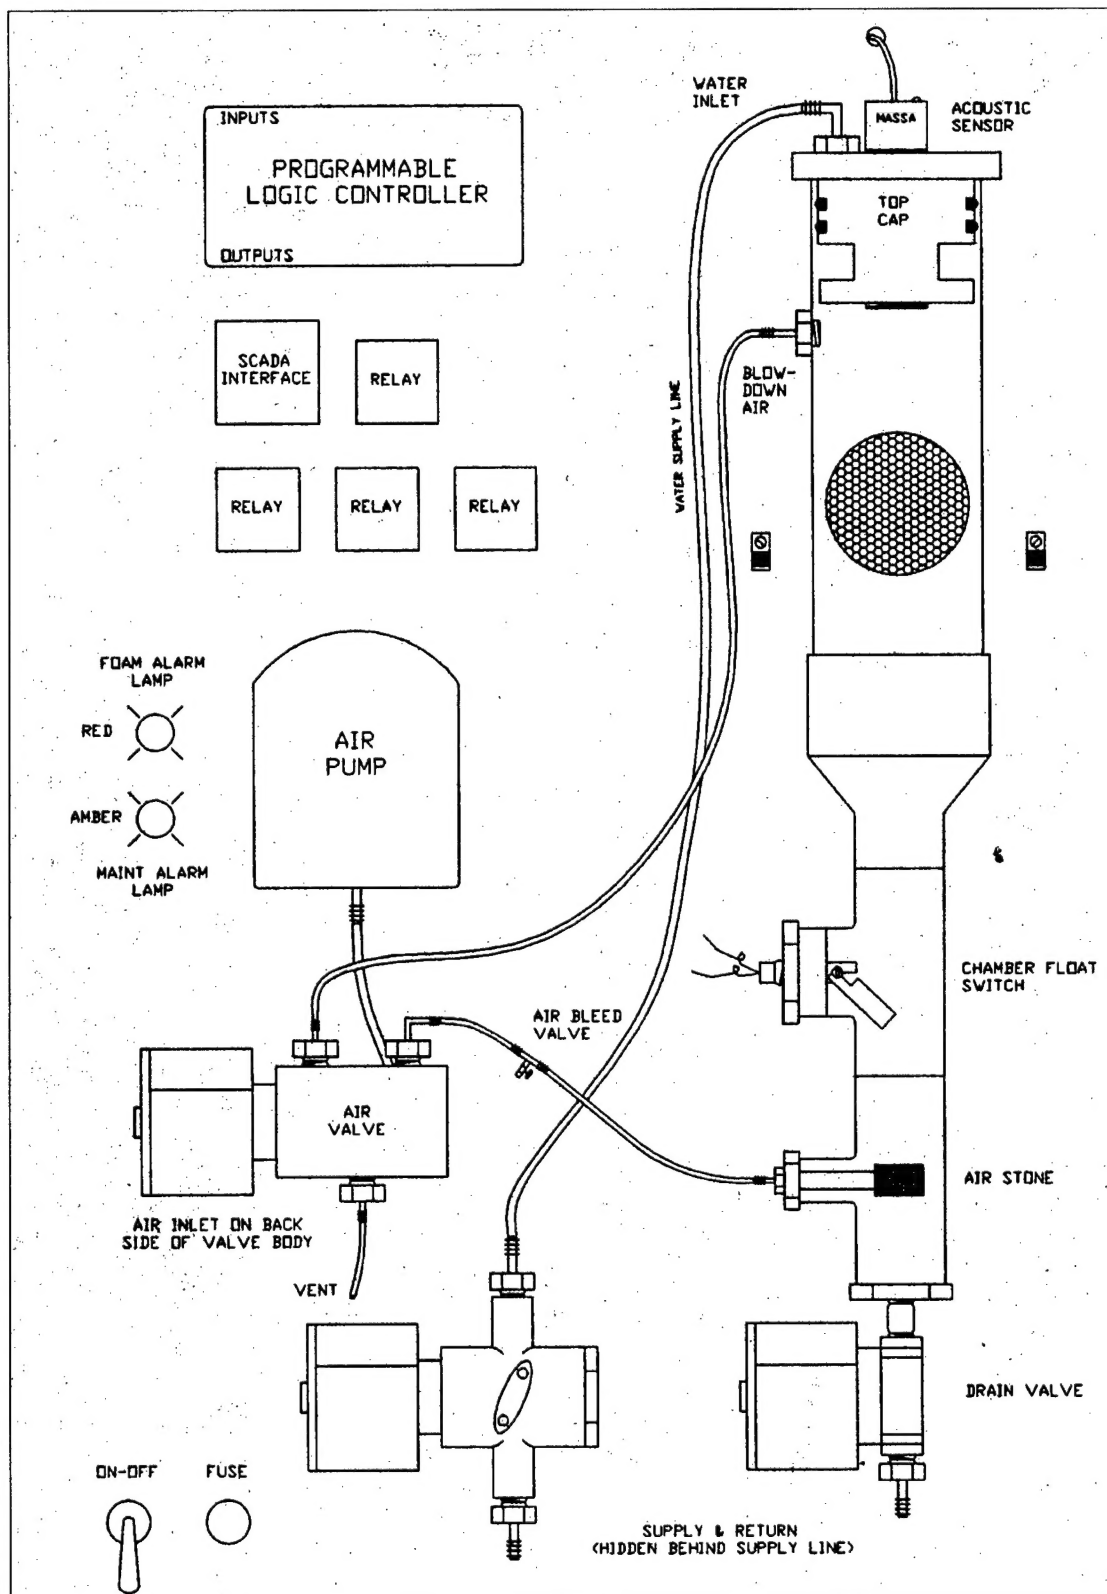 WATER
INLET
MASSA
ACOUSTIC
SENSOR
INPUTS
PROGRAMMABLE
LOGIC CONTROLLER
OUTPUTS
TOP
CAP
SCADA
INTERFACE
RELAY
BLOW-
DOWN
AIR
WATER SUPPLY LINE
RELAY
RELAY
RELAY
FOAM ALARM
LAMP
RED
AIR
PUMP
AMBER
MAINT ALARM
LAMP
CHAMBER FLOAT
SWITCH
AIR BLEED
VALVE
AIR
VALVE
AIR STONE
AIR INLET ON BACK
SIDE OF VALVE BODY
VENT
DRAIN VALVE
ON-OFF
FUSE
SUPPLY & RETURN
(HIDDEN BEHIND SUPPLY LINE)